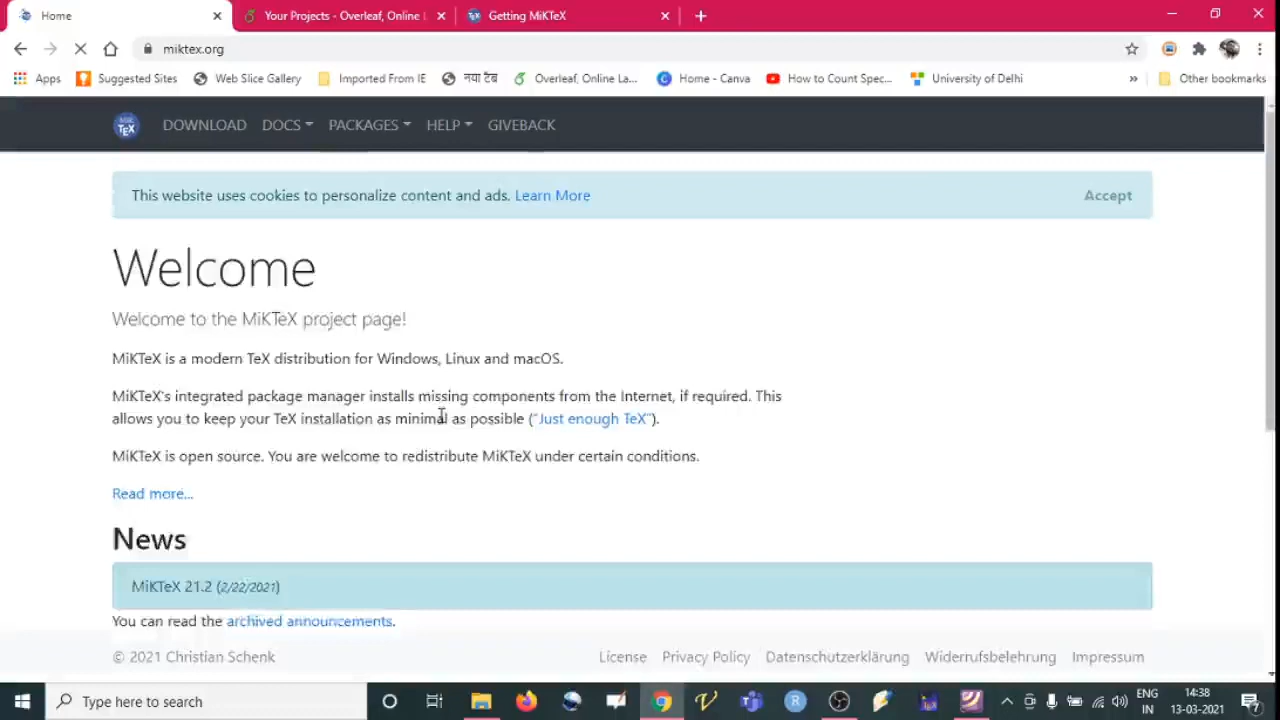 Home
Your Projects - Overleaf, Online
Getting MiKTeX
miktex.org
Apps
Suggested Sites
Web Slice Gallery
Imported From IE
नया टैब
Overleaf, Online La...
Home - Canva
How to Count Spec...
University of Delhi
»
Other bookmarks
MiK
TEX
DOWNLOAD
DOCS
PACKAGES
HELP
GIVEBACK
This website uses cookies to personalize content and ads. Learn More
Accept
Welcome
Welcome to the MiKTeX project page!
MiKTeX is a modern TeX distribution for Windows, Linux and macOS.
MiKTeX's integrated package manager installs missing components from the Internet, if required. This
allows you to keep your TeX installation as minimal as possible ("Just enough TeX").
MiKTeX is open source. You are welcome to redistribute MiKTeX under certain conditions.
Read more...
News
MiKTeX 21.2 (2/22/2021)
You can read the archived announcements.
© 2021 Christian Schenk
License
Privacy Policy
Datenschutzerklärung
Widerrufsbelehrung
Impressum
Type here to search
ENG
IN
14:38
13-03-2021
7